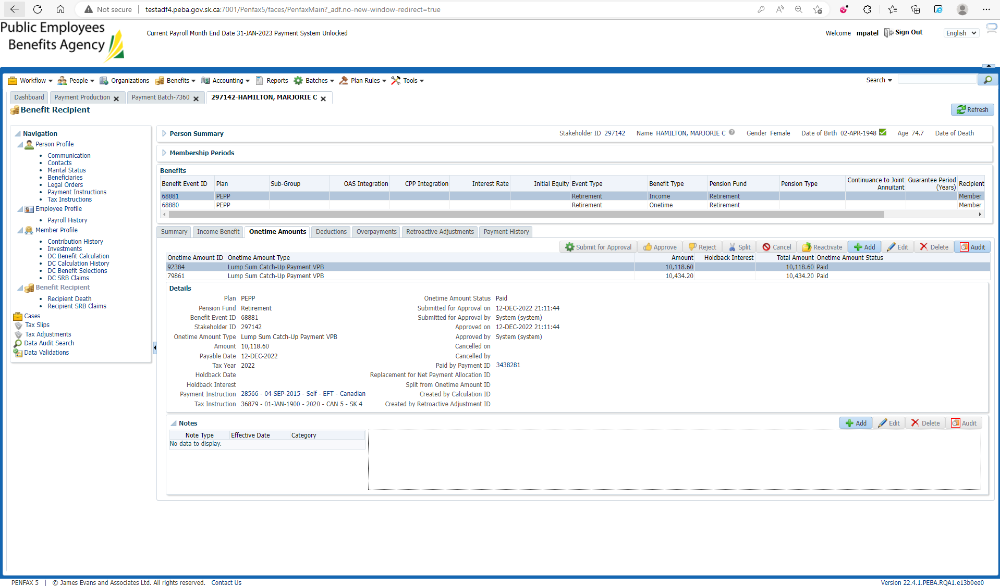 Not secure | testadf4.peba.gov.sk.ca:7001/Penfax5/faces/PenfaxMain?_adf.no-new-window-redirect=true
Public Employees
Benefits Agency
Current Payroll Month End Date 31-JAN-2023 Payment System Unlocked
Welcome mpatel Sign Out English
Workflow People Organizations Benefits Accounting Reports Batches Plan Rules Tools Search
Dashboard Payment Production Payment Batch-7360 297142-HAMILTON, MARJORIE C
Benefit Recipient
Refresh
Navigation
Person Profile
Communication
Contacts
Marital Status
Beneficiaries
Legal Orders
Payment Instructions
Tax Instructions
Employee Profile
Payroll History
Member Profile
Contribution History
Investments
DC Benefit Calculation
DC Calculation History
DC Benefit Selections
DC SRB Claims
Benefit Recipient
Recipient Death
Recipient SRB Claims
Cases
Tax Slips
Tax Adjustments
Data Audit Search
Data Validations
Person Summary Stakeholder ID 297142 Name HAMILTON, MARJORIE C Gender Female Date of Birth 02-APR-1948 Age 74.7 Date of Death
Membership Periods
Benefits
Benefit Event ID Plan Sub-Group OAS Integration CPP Integration Interest Rate Initial Equity Event Type Benefit Type Pension Fund Pension Type Continuance to Joint Annuitant Guarantee Period (Years) Recipient
68881 PEPP Retirement Income Retirement Member
68880 PEPP Retirement Onetime Retirement Member
Summary Income Benefit Onetime Amounts Deductions Overpayments Retroactive Adjustments Payment History
Submit for Approval Approve Reject Split Cancel Reactivate Add Edit Delete Audit
Onetime Amount ID Onetime Amount Type Amount Holdback Interest Total Amount Onetime Amount Status
92384 Lump Sum Catch-Up Payment VPB 10,118.60 10,118.60 Paid
79861 Lump Sum Catch-Up Payment VPB 10,434.20 10,434.20 Paid
Details
Plan PEPP Onetime Amount Status Paid
Pension Fund Retirement Submitted for Approval on 12-DEC-2022 21:11:44
Benefit Event ID 68881 Submitted for Approval by System (system)
Stakeholder ID 297142 Approved on 12-DEC-2022 21:11:44
Onetime Amount Type Lump Sum Catch-Up Payment VPB Approved by System (system)
Amount 10,118.60 Cancelled on
Payable Date 12-DEC-2022 Cancelled by
Tax Year 2022 Paid by Payment ID 3438281
Holdback Date Replacement for Net Payment Allocation ID
Holdback Interest Split from Onetime Amount ID
Payment Instruction 28566 - 04-SEP-2015 - Self - EFT - Canadian Created by Calculation ID
Tax Instruction 36879 - 01-JAN-1900 - 2020 - CAN 5 - SK 4 Created by Retroactive Adjustment ID
Notes Add Edit Delete Audit
Note Type Effective Date Category
No data to display.
PENFAX 5 | © James Evans and Associates Ltd. All rights reserved. Contact Us Version 22.4.1.PEBA.RQA1.e13b0ee0